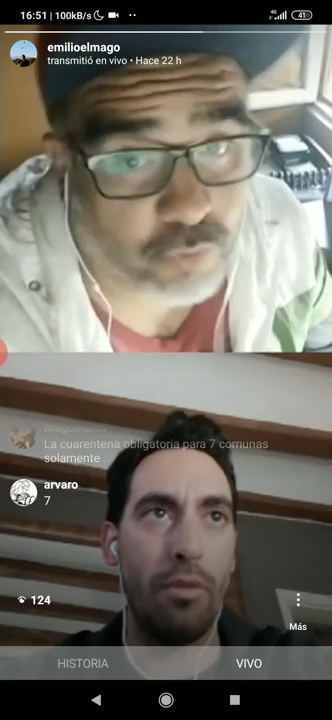 16:51 | 100kB/s
4G
41
emilioelmago
transmitió en vivo • Hace 22 h
La cuarentena obligatoria para 7 comunas
solamente
arvaro
7
124
Más
HISTORIA
VIVO